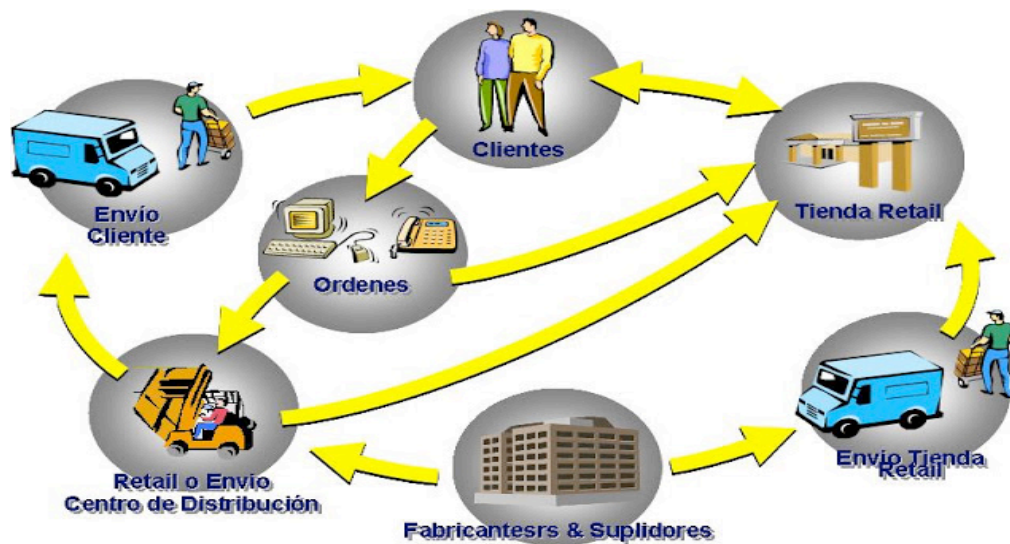 Clientes
Envío
Cliente
Tienda Retail
Ordenes
Retail o Envío
Centro de Distribución
Envío Tienda
Retail
Fabricantesrs & Suplidores